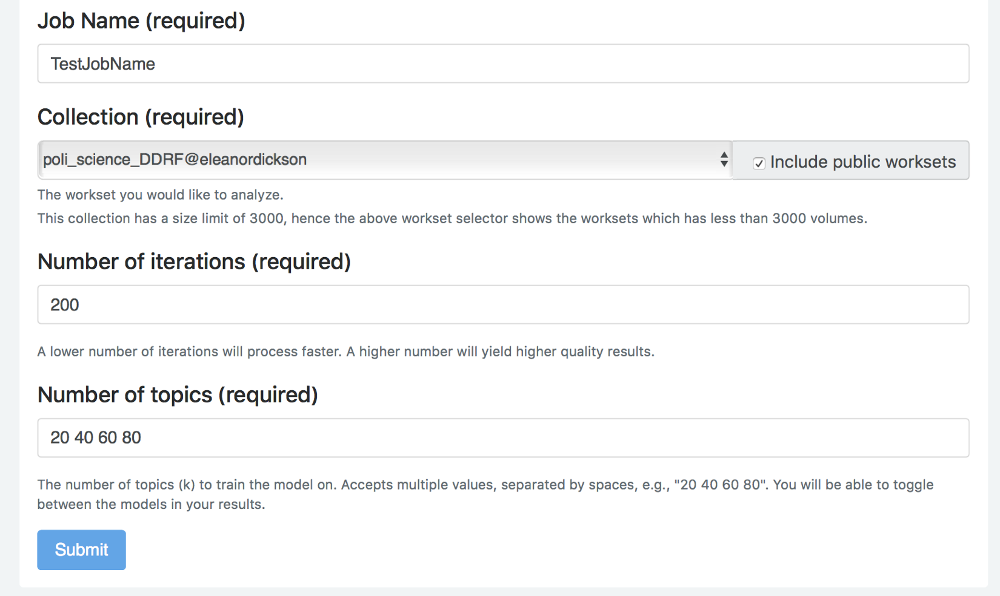 Job Name (required)
TestJobName
Collection (required)
poli_science_DDRF@eleanordickson
Include public worksets
The workset you would like to analyze.
This collection has a size limit of 3000, hence the above workset selector shows the worksets which has less than 3000 volumes.
Number of iterations (required)
200
A lower number of iterations will process faster. A higher number will yield higher quality results.
Number of topics (required)
20 40 60 80
The number of topics (k) to train the model on. Accepts multiple values, separated by spaces, e.g., "20 40 60 80". You will be able to toggle
between the models in your results.
Submit